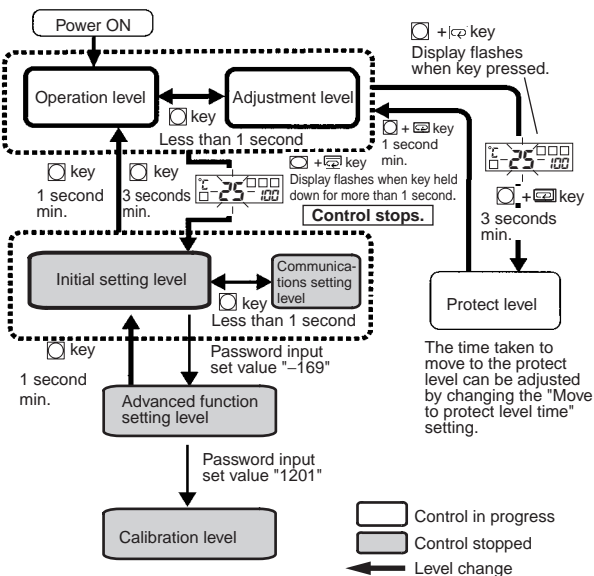 Power ON
+ key
Display flashes
when key pressed.
Operation level
Adjustment level
key
Less than 1 second
+ key
1 second
min.
℃
25
100
+ key
3 seconds
min.
key
1 second
min.
key
3 seconds
min.
℃
25
100
+ key
Display flashes when key held
down for more than 1 second.
Control stops.
Initial setting level
Communica-
tions setting
level
key
Less than 1 second
Protect level
The time taken to
move to the protect
level can be adjusted
by changing the "Move
to protect level time"
setting.
key
1 second
min.
Password input
set value "–169"
Advanced function
setting level
Password input
set value "1201"
Calibration level
Control in progress
Control stopped
Level change